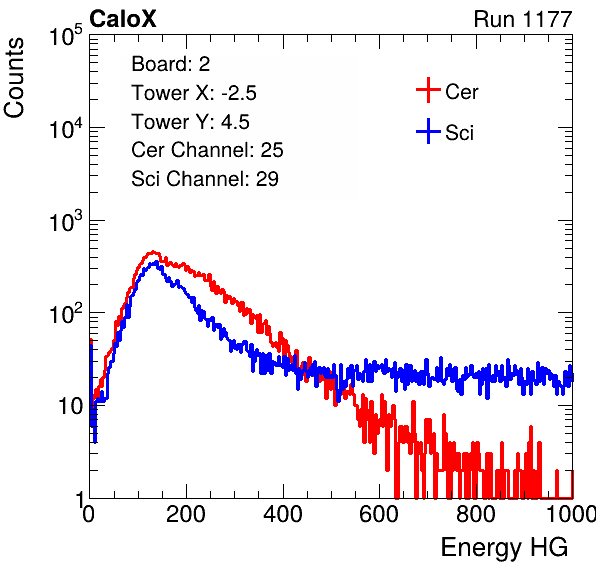 CaloX Run 1177
Counts
10^5
10^4
10^3
10^2
10
1
Board: 2
Tower X: -2.5
Tower Y: 4.5
Cer Channel: 25
Sci Channel: 29
Cer
Sci
0 200 400 600 800 1000
Energy HG